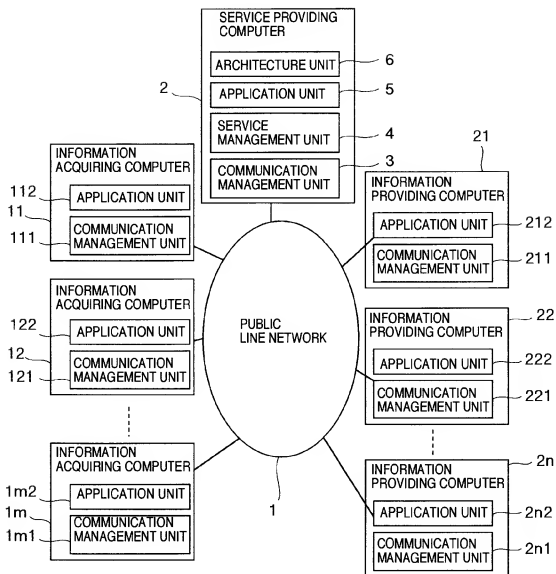 SERVICE PROVIDING
COMPUTER
ARCHITECTURE UNIT
APPLICATION UNIT
SERVICE
MANAGEMENT UNIT
COMMUNICATION
MANAGEMENT UNIT
2
6
5
4
3
INFORMATION
ACQUIRING COMPUTER
APPLICATION UNIT
COMMUNICATION
MANAGEMENT UNIT
112
11
111
INFORMATION
ACQUIRING COMPUTER
APPLICATION UNIT
COMMUNICATION
MANAGEMENT UNIT
122
12
121
INFORMATION
ACQUIRING COMPUTER
APPLICATION UNIT
COMMUNICATION
MANAGEMENT UNIT
1m2
1m
1m1
PUBLIC
LINE NETWORK
1
21
INFORMATION
PROVIDING COMPUTER
APPLICATION UNIT
COMMUNICATION
MANAGEMENT UNIT
212
211
22
INFORMATION
PROVIDING COMPUTER
APPLICATION UNIT
COMMUNICATION
MANAGEMENT UNIT
222
221
2n
INFORMATION
PROVIDING COMPUTER
APPLICATION UNIT
COMMUNICATION
MANAGEMENT UNIT
2n2
2n1